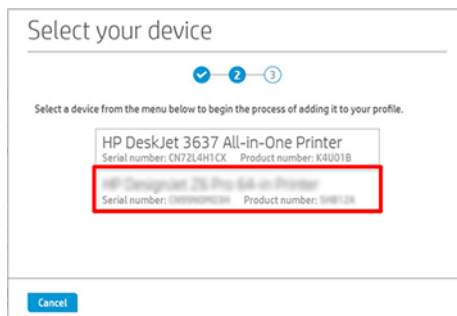 Select your device
2 3
Select a device from the menu below to begin the process of adding it to your profile.
HP DeskJet 3637 All-in-One Printer
Serial number: CN72L4H1CX Product number: K4U01B
Serial number: Product number:
Cancel